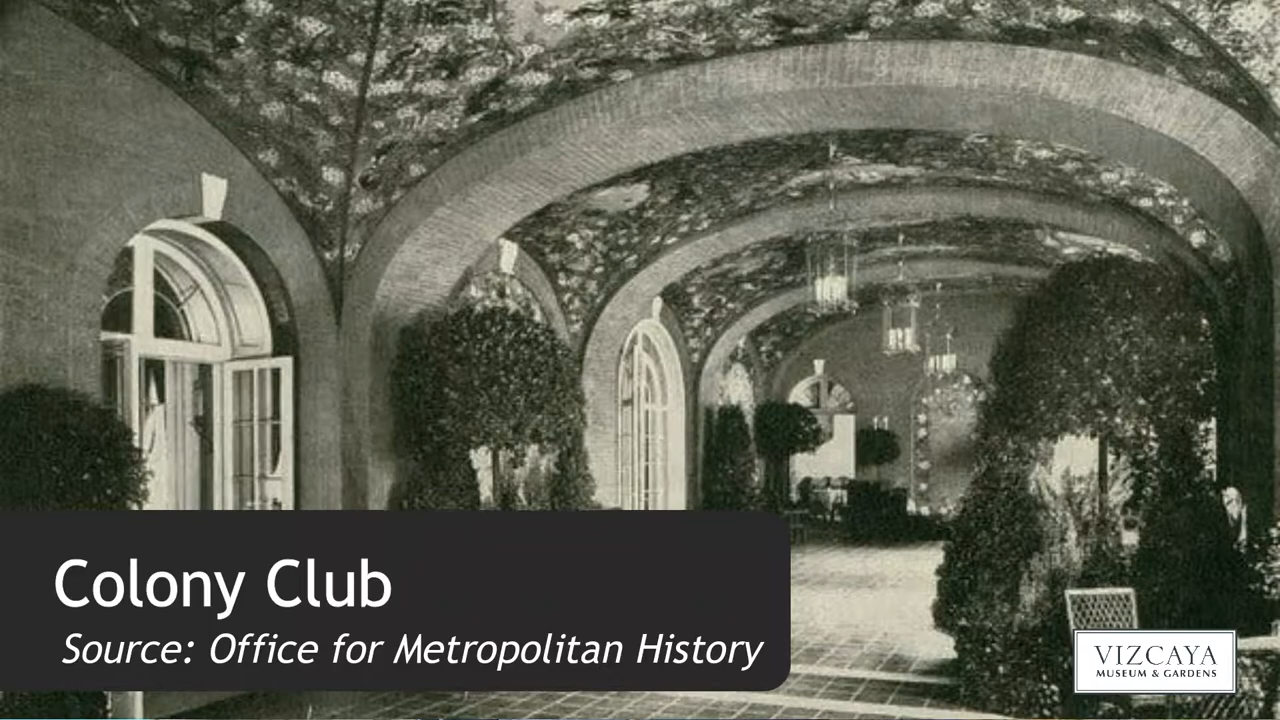 Colony Club
Source: Office for Metropolitan History
VIZCAYA
MUSEUM & GARDENS